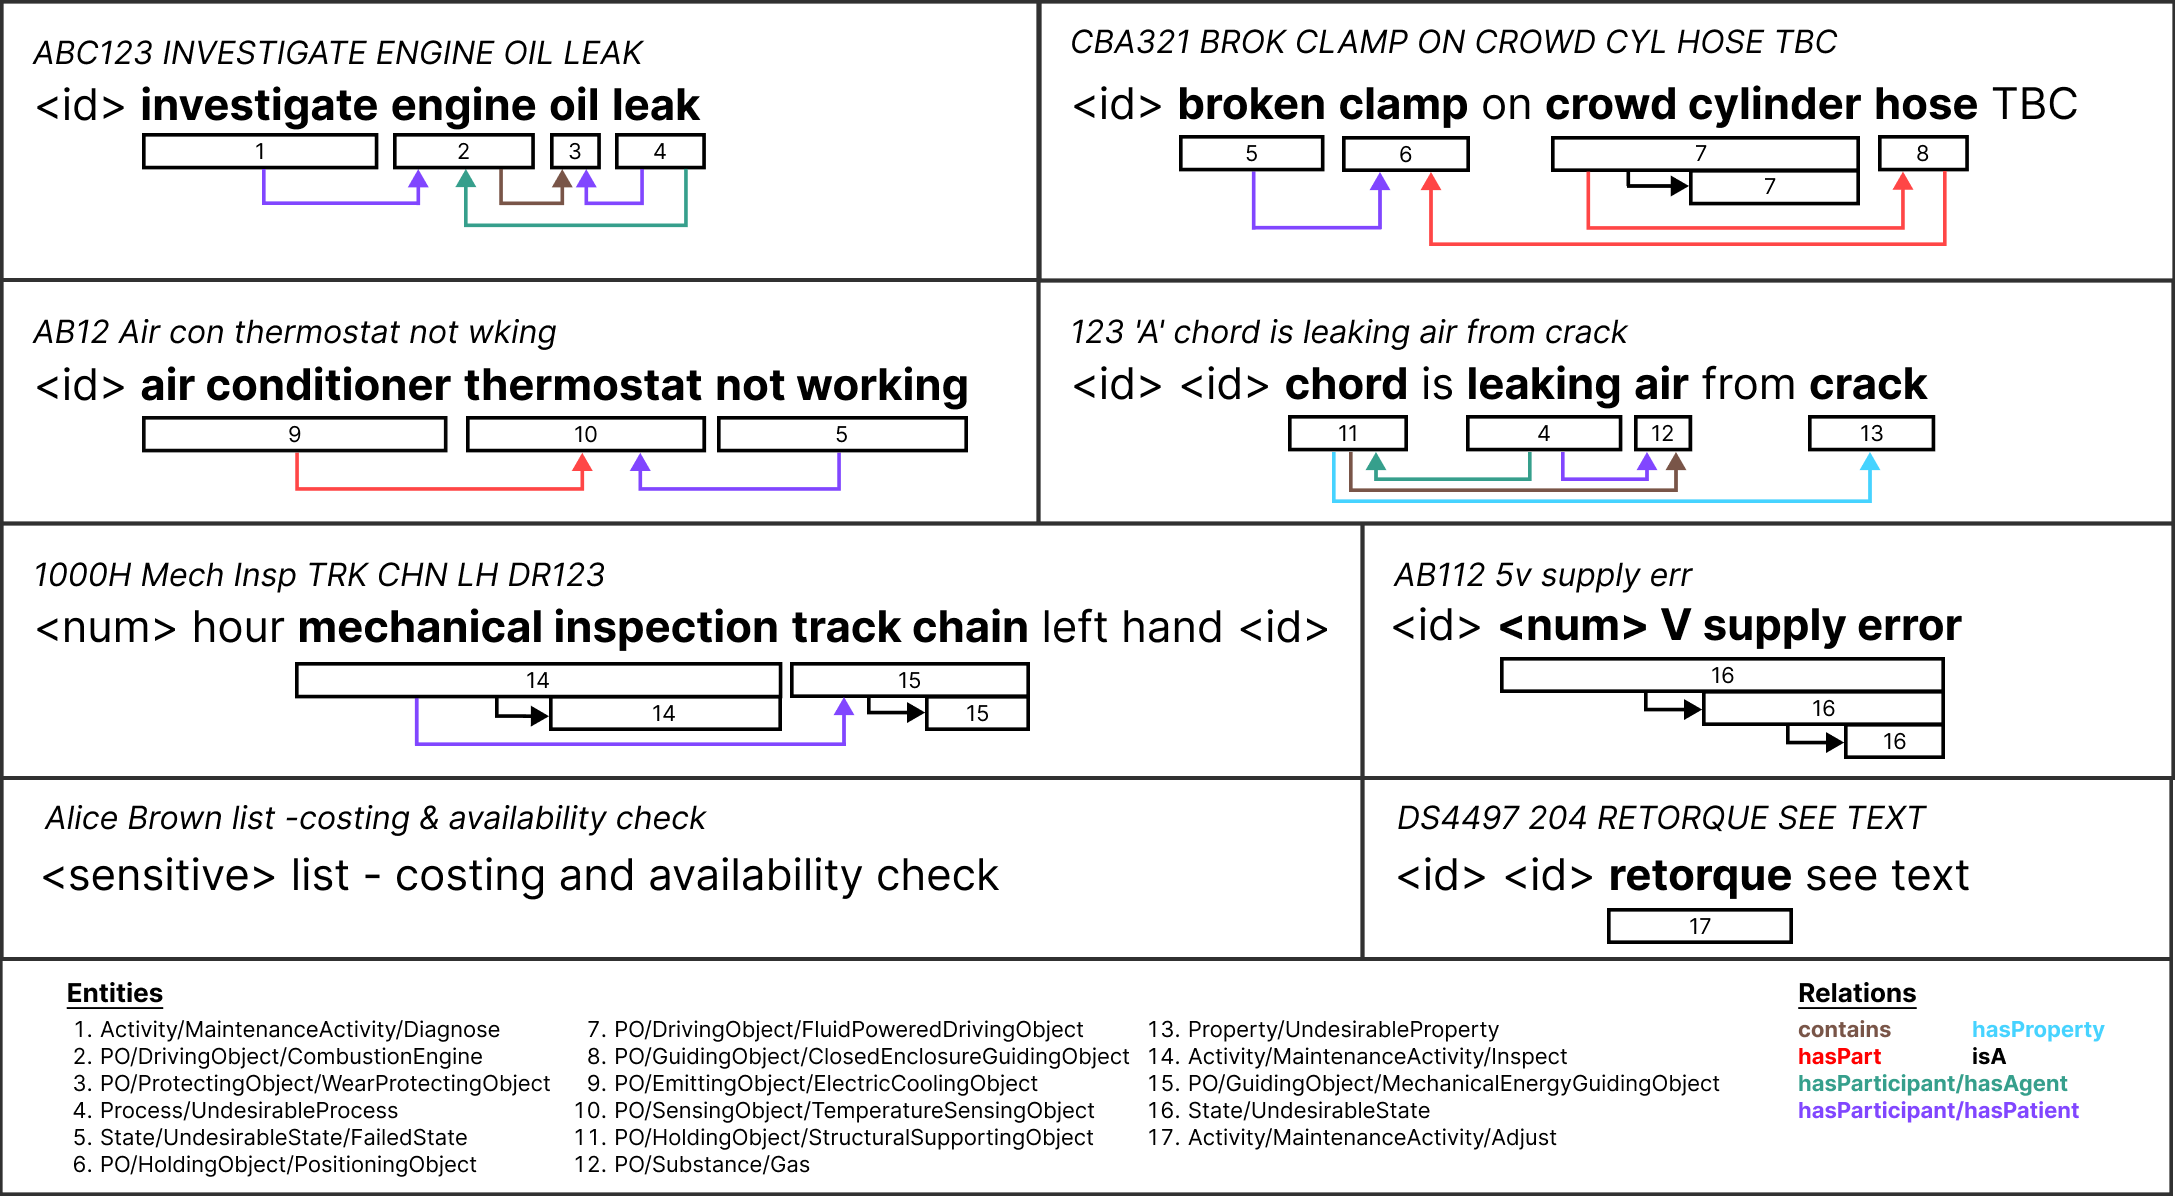 ABC123 INVESTIGATE ENGINE OIL LEAK
<id> investigate engine oil leak
1 2 3 4
CBA321 BROK CLAMP ON CROWD CYL HOSE TBC
<id> broken clamp on crowd cylinder hose TBC
5 6 7 8
7
AB12 Air con thermostat not wking
<id> air conditioner thermostat not working
9 10 5
123 'A' chord is leaking air from crack
<id> <id> chord is leaking air from crack
11 4 12 13
1000H Mech Insp TRK CHN LH DR123
<num> hour mechanical inspection track chain left hand <id>
14 15
14 15
AB112 5v supply err
<id> <num> V supply error
16
16
16
Alice Brown list -costing & availability check
<sensitive> list - costing and availability check
DS4497 204 RETORQUE SEE TEXT
<id> <id> retorque see text
17
Entities
1. Activity/MaintenanceActivity/Diagnose
2. PO/DrivingObject/CombustionEngine
3. PO/ProtectingObject/WearProtectingObject
4. Process/UndesirableProcess
5. State/UndesirableState/FailedState
6. PO/HoldingObject/PositioningObject
7. PO/DrivingObject/FluidPoweredDrivingObject
8. PO/GuidingObject/ClosedEnclosureGuidingObject
9. PO/EmittingObject/ElectricCoolingObject
10. PO/SensingObject/TemperatureSensingObject
11. PO/HoldingObject/StructuralSupportingObject
12. PO/Substance/Gas
13. Property/UndesirableProperty
14. Activity/MaintenanceActivity/Inspect
15. PO/GuidingObject/MechanicalEnergyGuidingObject
16. State/UndesirableState
17. Activity/MaintenanceActivity/Adjust
Relations
contains hasProperty
hasPart isA
hasParticipant/hasAgent
hasParticipant/hasPatient